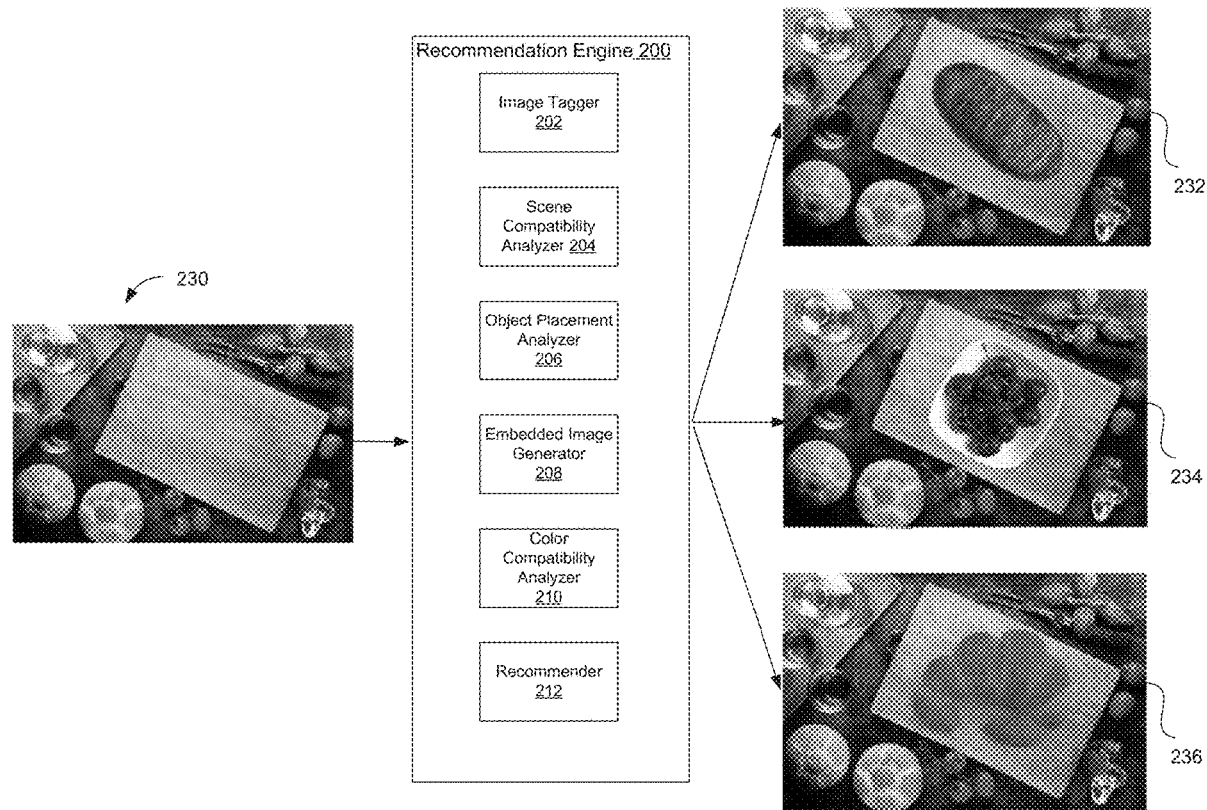 Recommendation Engine 200
Image Tagger
202
Scene
Compatibility
Analyzer 204
230
Object Placement
Analyzer
206
Embedded Image
Generator
208
Color
Compatibility
Analyzer
210
Recommender
212
232
234
236